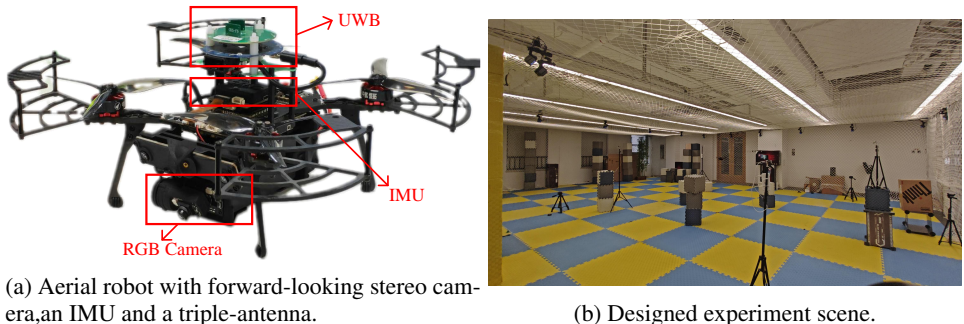 UWB
IMU
RGB Camera
(a) Aerial robot with forward-looking stereo cam-
era,an IMU and a triple-antenna.
(b) Designed experiment scene.